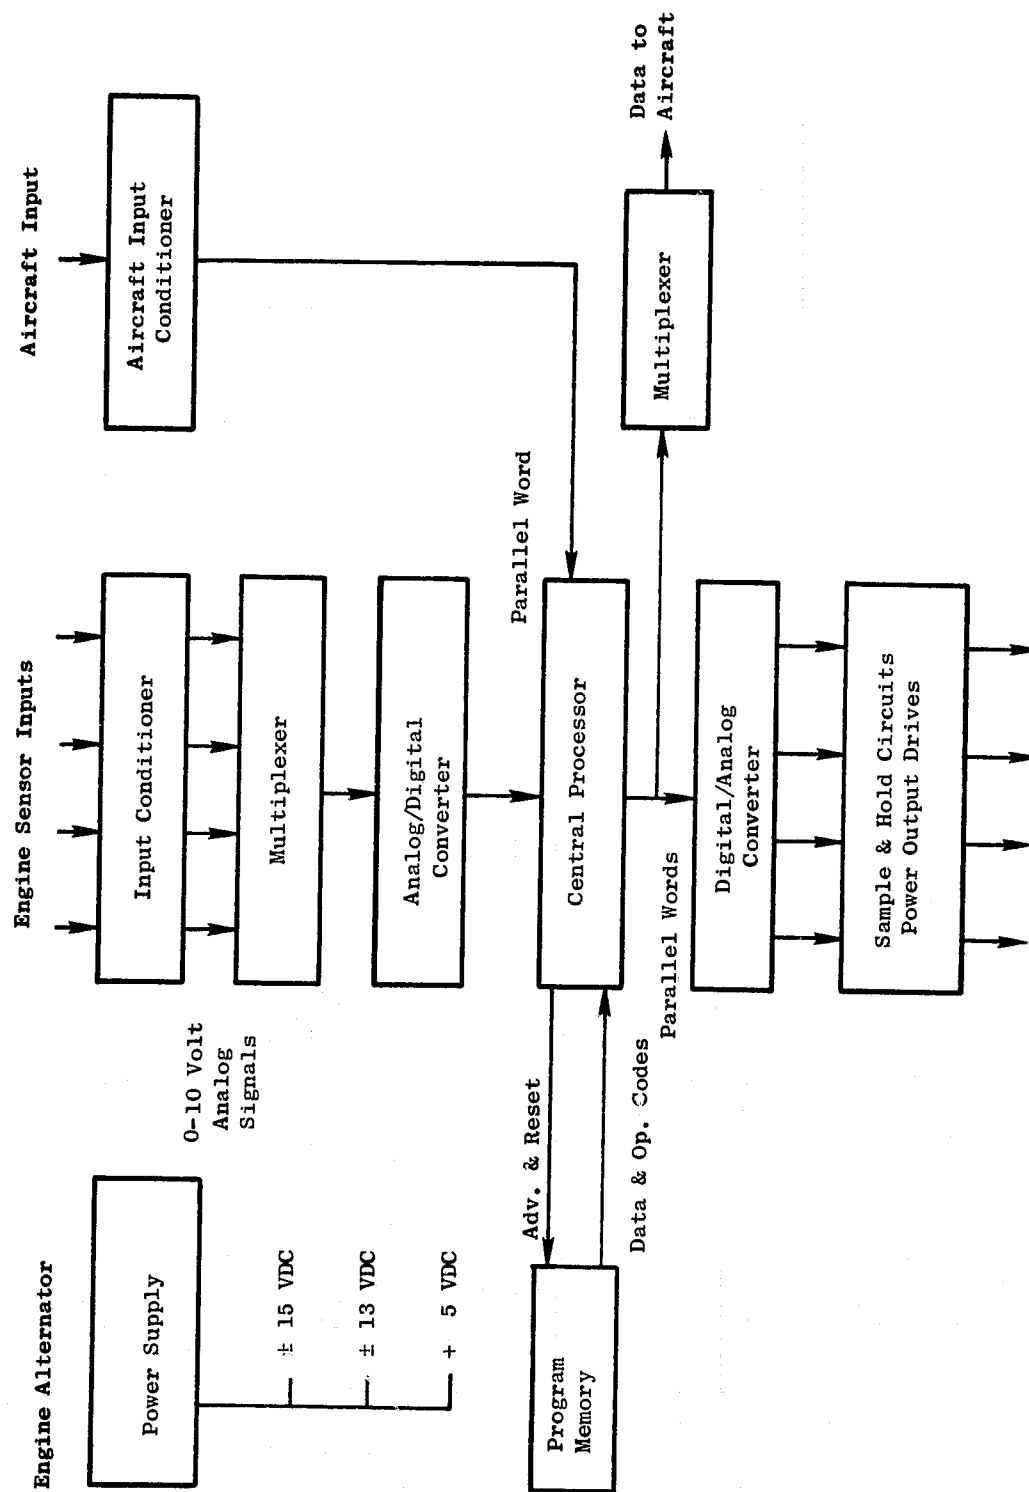 Engine Alternator
Power Supply
± 15 VDC
± 13 VDC
+ 5 VDC
0-10 Volt
Analog
Signals
Engine Sensor Inputs
Input Conditioner
Multiplexer
Analog/Digital
Converter
Aircraft Input
Aircraft Input
Conditioner
Parallel Word
Program
Memory
Adv. & Reset
Data & Op. Codes
Central Processor
Parallel Words
Digital/Analog
Converter
Sample & Hold Circuits
Power Output Drives
Multiplexer
Data to
Aircraft